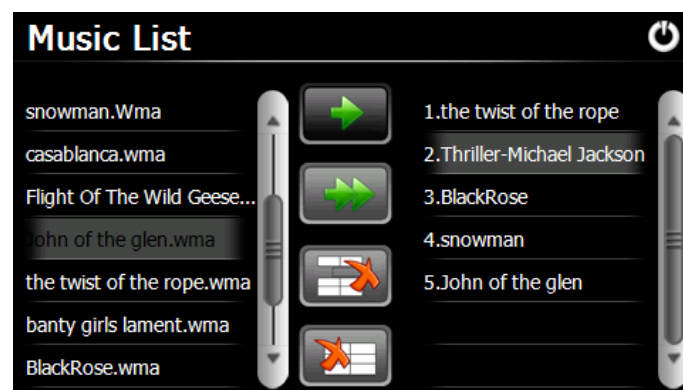 Music List
snowman.Wma
casablanca.wma
Flight Of The Wild Geese...
John of the glen.wma
the twist of the rope.wma
banty girls lament.wma
BlackRose.wma
1.the twist of the rope
2.Thriller-Michael Jackson
3.BlackRose
4.snowman
5.John of the glen